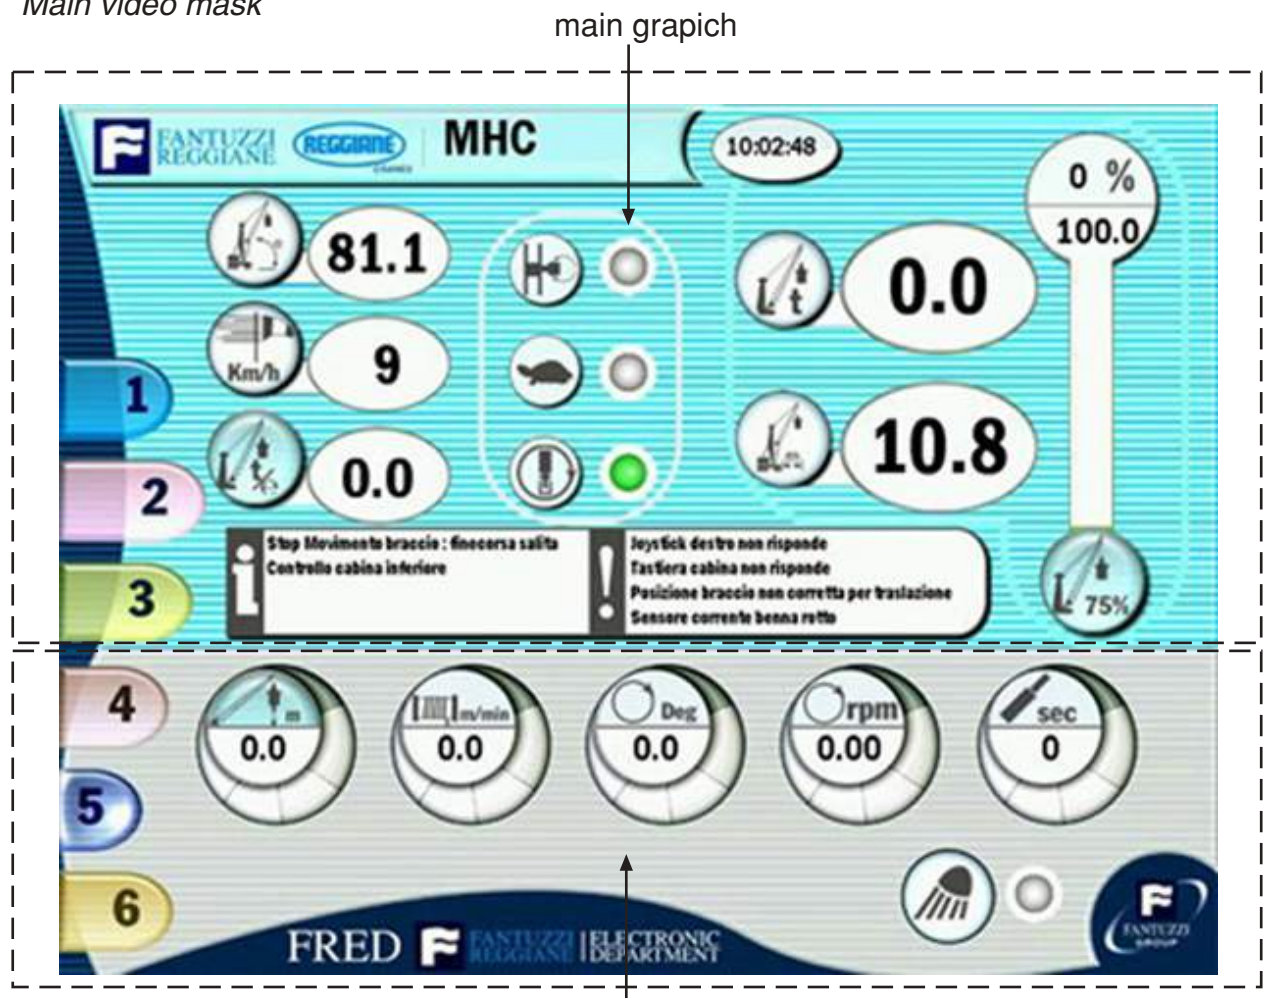 Main video mask
main grapich
FANTUZZI
REGGIANE
REGGIANE
CRANES
MHC
10:02:48
0 %
100.0
81.1
0.0
Km/h
9
t
10.8
0.0
1
2
3
Stop Movimento braccio : finecorsa salita
Controllo cabina inferiore
Joystick destro non risponde
Tastiera cabina non risponde
Posizione braccio non corretta per traslazione
Sensore corrente benna rotto
75%
4
5
6
m
0.0
m/min
0.0
Deg
0.0
rpm
0.00
sec
0
FRED
FANTUZZI
REGGIANE
ELECTRONIC
DEPARTMENT
FANTUZZI
GROUP